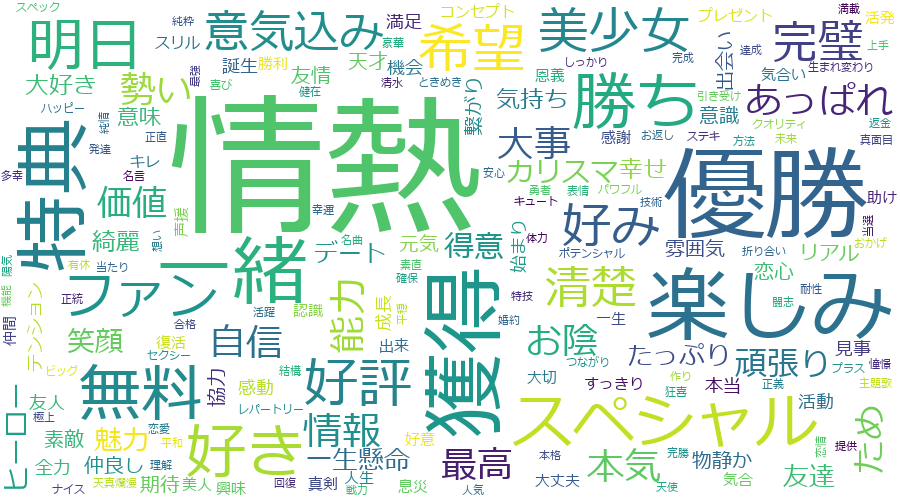 スペック
純粋
豪華
満足
コンセプト
プレゼント
満載
活発
明日
スリル
意気込み
希望
美少女
完璧
上手
誕生
勝利
友情
天才
機会
ときめき
しっかり
出会い
達成
完成
気合い
生まれ変わり
大好き
勢い
最強
喜び
健在
清水
恩義
勝ち
引き受け
あっぱれ
ハッピー
純情
意味
情熱
繋がり
気持ち
意識
クオリティ
返金
正直
感謝
お返し
ステキ
方法
未来
真面目
発達
キレ
大事
優勝
多幸
名言
特典
安心
カリスマ
幸せ
価値
声援
幸運
勇者
表情
パワフル
キュート
技術
助け
当選
綺麗
一緒
デート
名曲
元気
得意
始まり
体力
好み
雰囲気
折り合い
おかげ
リアル
陽気
有休
当たり
ファン
素直
確保
獲得
ポテンシャル
清楚
恋心
楽しみ
耐性
闘志
機能
正統
テンション
活躍
認識
能力
成長
平穏
特技
婚約
一生
仲間
合格
笑顔
復活
自信
出来
お陰
たっぷり
頑張り
見事
ビッグ
セクシー
結構
つながり
大切
プラス
憧憬
ヒーロー
無料
協力
感動
好評
すっきり
作り
本当
正義
狂喜
主題歌
友人
極上
レパートリー
スペシャル
活動
ため
素敵
魅力
恋愛
平和
好き
情報
好意
完勝
恋情
提供
全力
仲良し
理解
一生懸命
最高
本格
本気
物静か
友達
ナイス
天真爛漫
期待
美人
興味
回復
真剣
人生
戦力
息災
人気
大丈夫
天使
気合